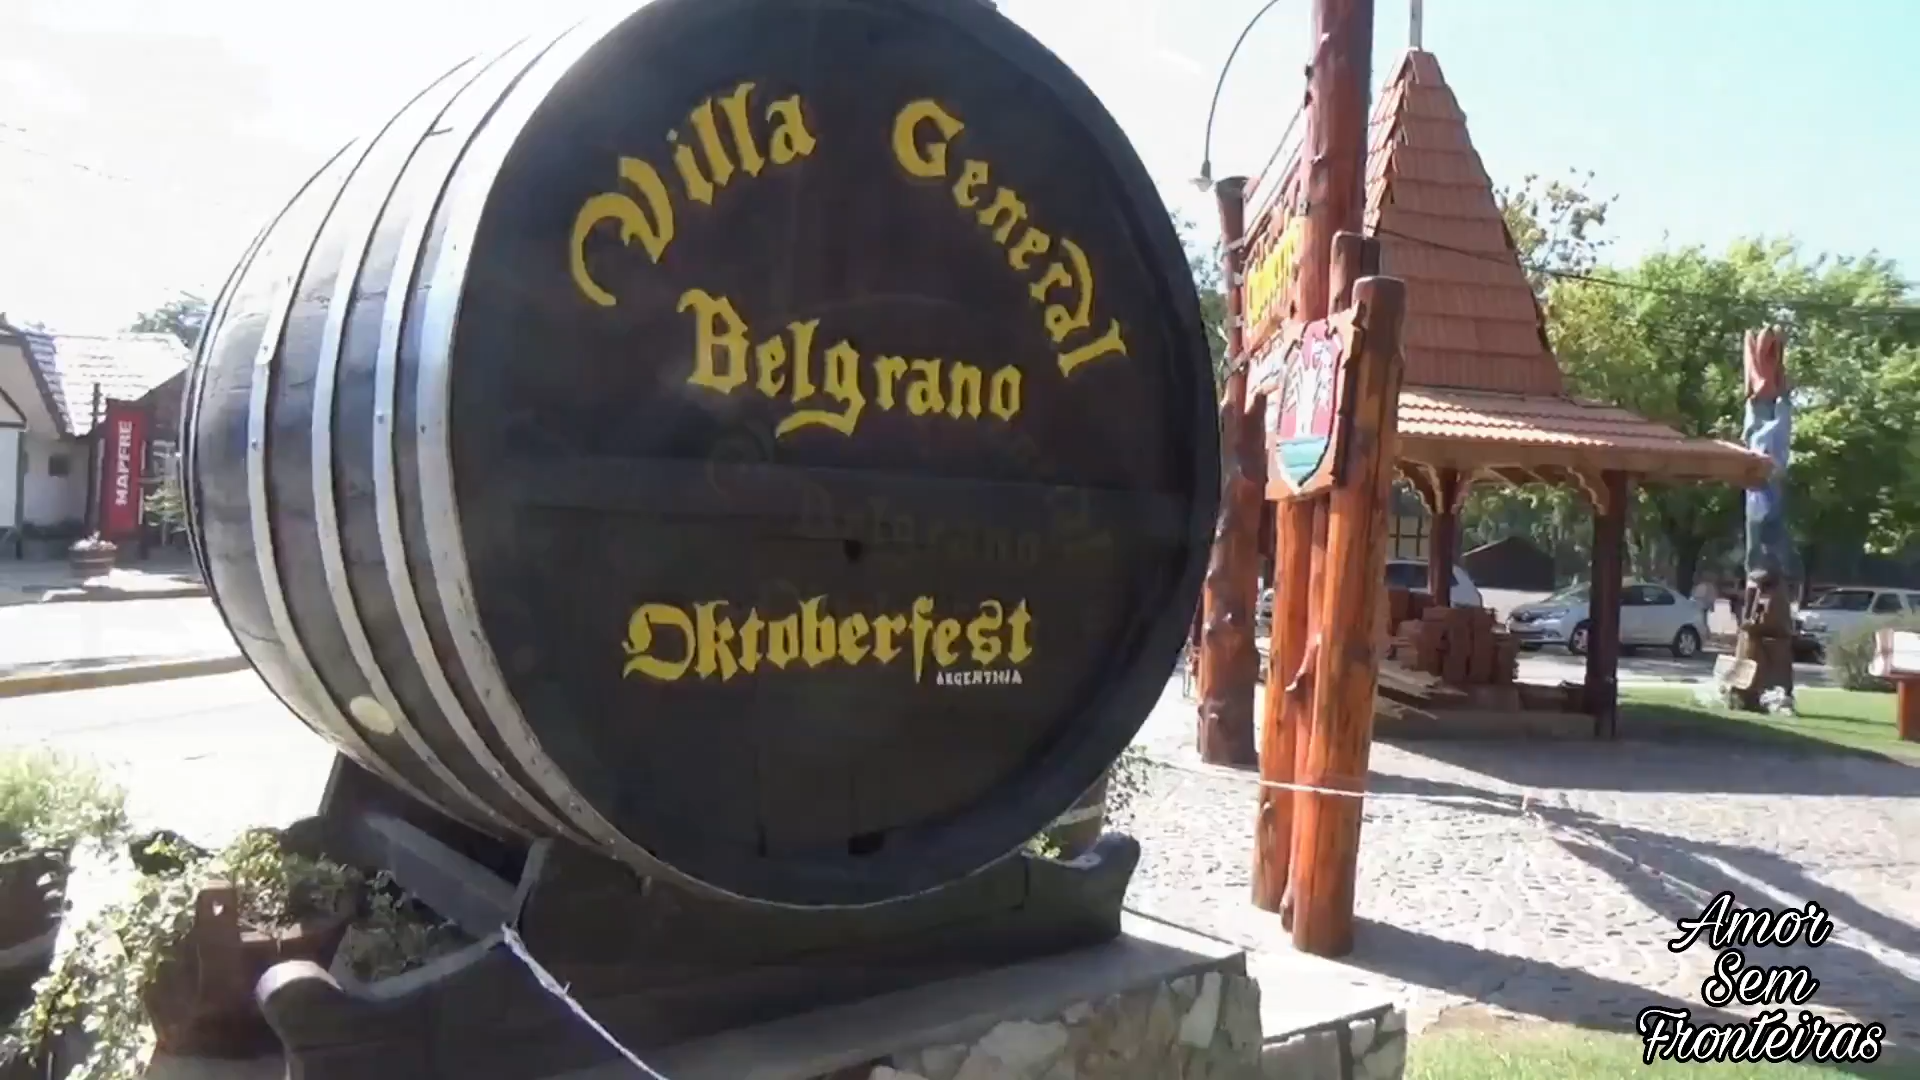 Villa General
Belgrano
Oktoberfest
ARGENTINA
MAPFRE
Amor
Sem
Fronteiras